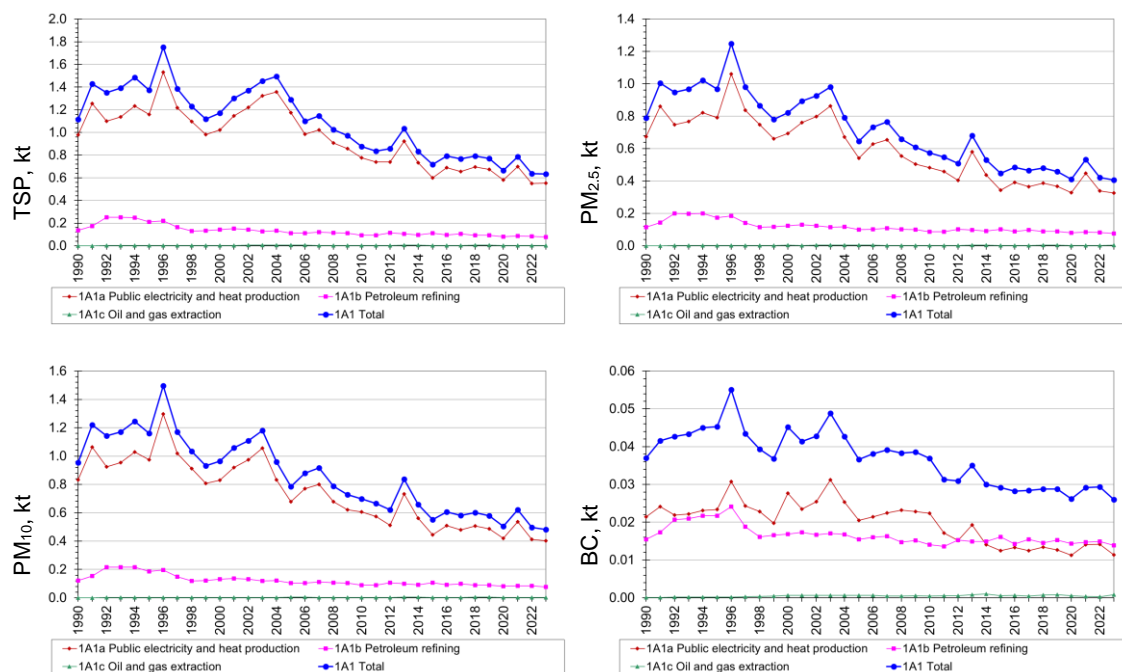 TSP, kt
2.0
1.8
1.6
1.4
1.2
1.0
0.8
0.6
0.4
0.2
0.0
1990 1992 1994 1996 1998 2000 2002 2004 2006 2008 2010 2012 2014 2016 2018 2020 2022
1A1a Public electricity and heat production 1A1b Petroleum refining
1A1c Oil and gas extraction 1A1 Total
PM2.5, kt
1.4
1.2
1.0
0.8
0.6
0.4
0.2
0.0
1990 1992 1994 1996 1998 2000 2002 2004 2006 2008 2010 2012 2014 2016 2018 2020 2022
1A1a Public electricity and heat production 1A1b Petroleum refining
1A1c Oil and gas extraction 1A1 Total
PM10, kt
1.6
1.4
1.2
1.0
0.8
0.6
0.4
0.2
0.0
1990 1992 1994 1996 1998 2000 2002 2004 2006 2008 2010 2012 2014 2016 2018 2020 2022
1A1a Public electricity and heat production 1A1b Petroleum refining
1A1c Oil and gas extraction 1A1 Total
BC, kt
0.06
0.05
0.04
0.03
0.02
0.01
0.00
1990 1992 1994 1996 1998 2000 2002 2004 2006 2008 2010 2012 2014 2016 2018 2020 2022
1A1a Public electricity and heat production 1A1b Petroleum refining
1A1c Oil and gas extraction 1A1 Total